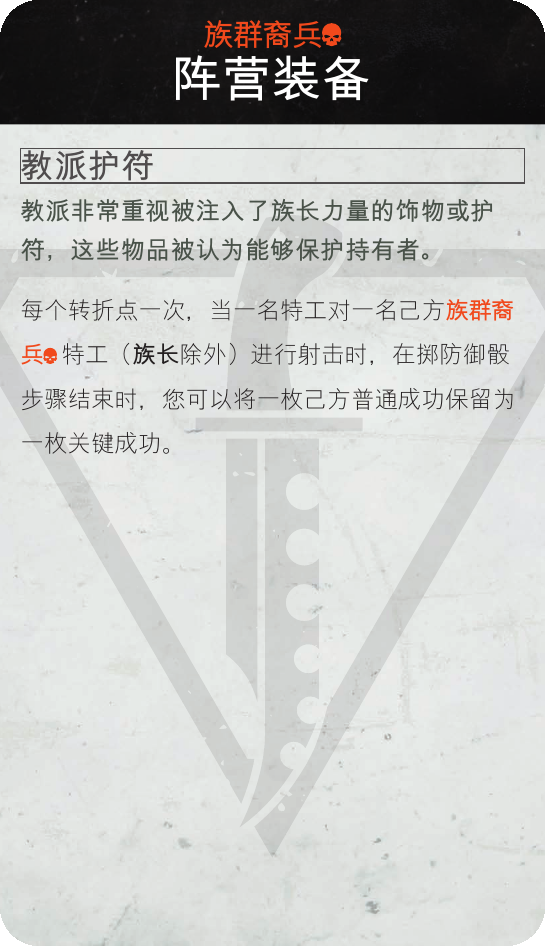 族群裔兵💀
阵营装备
教派护符
教派非常重视被注入了族长力量的饰物或护
符，这些物品被认为能够保护持有者。
每个转折点一次，当一名特工对一名己方族群裔
兵💀特工（族长除外）进行射击时，在掷防御骰
步骤结束时，您可以将一枚己方普通成功保留为
一枚关键成功。